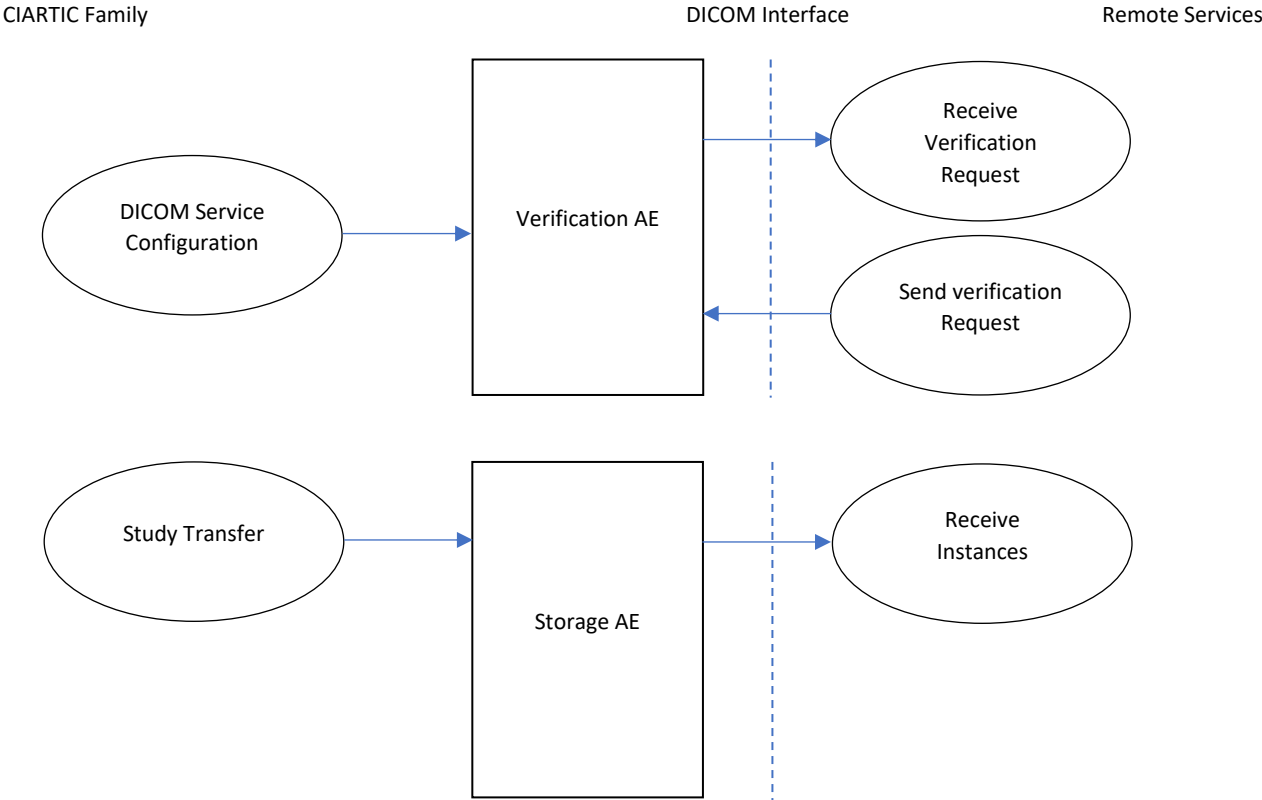 CIARTIC Family
DICOM Interface
Remote Services
Receive
Verification
Request
DICOM Service
Configuration
Verification AE
Send verification
Request
Study Transfer
Receive
Instances
Storage AE